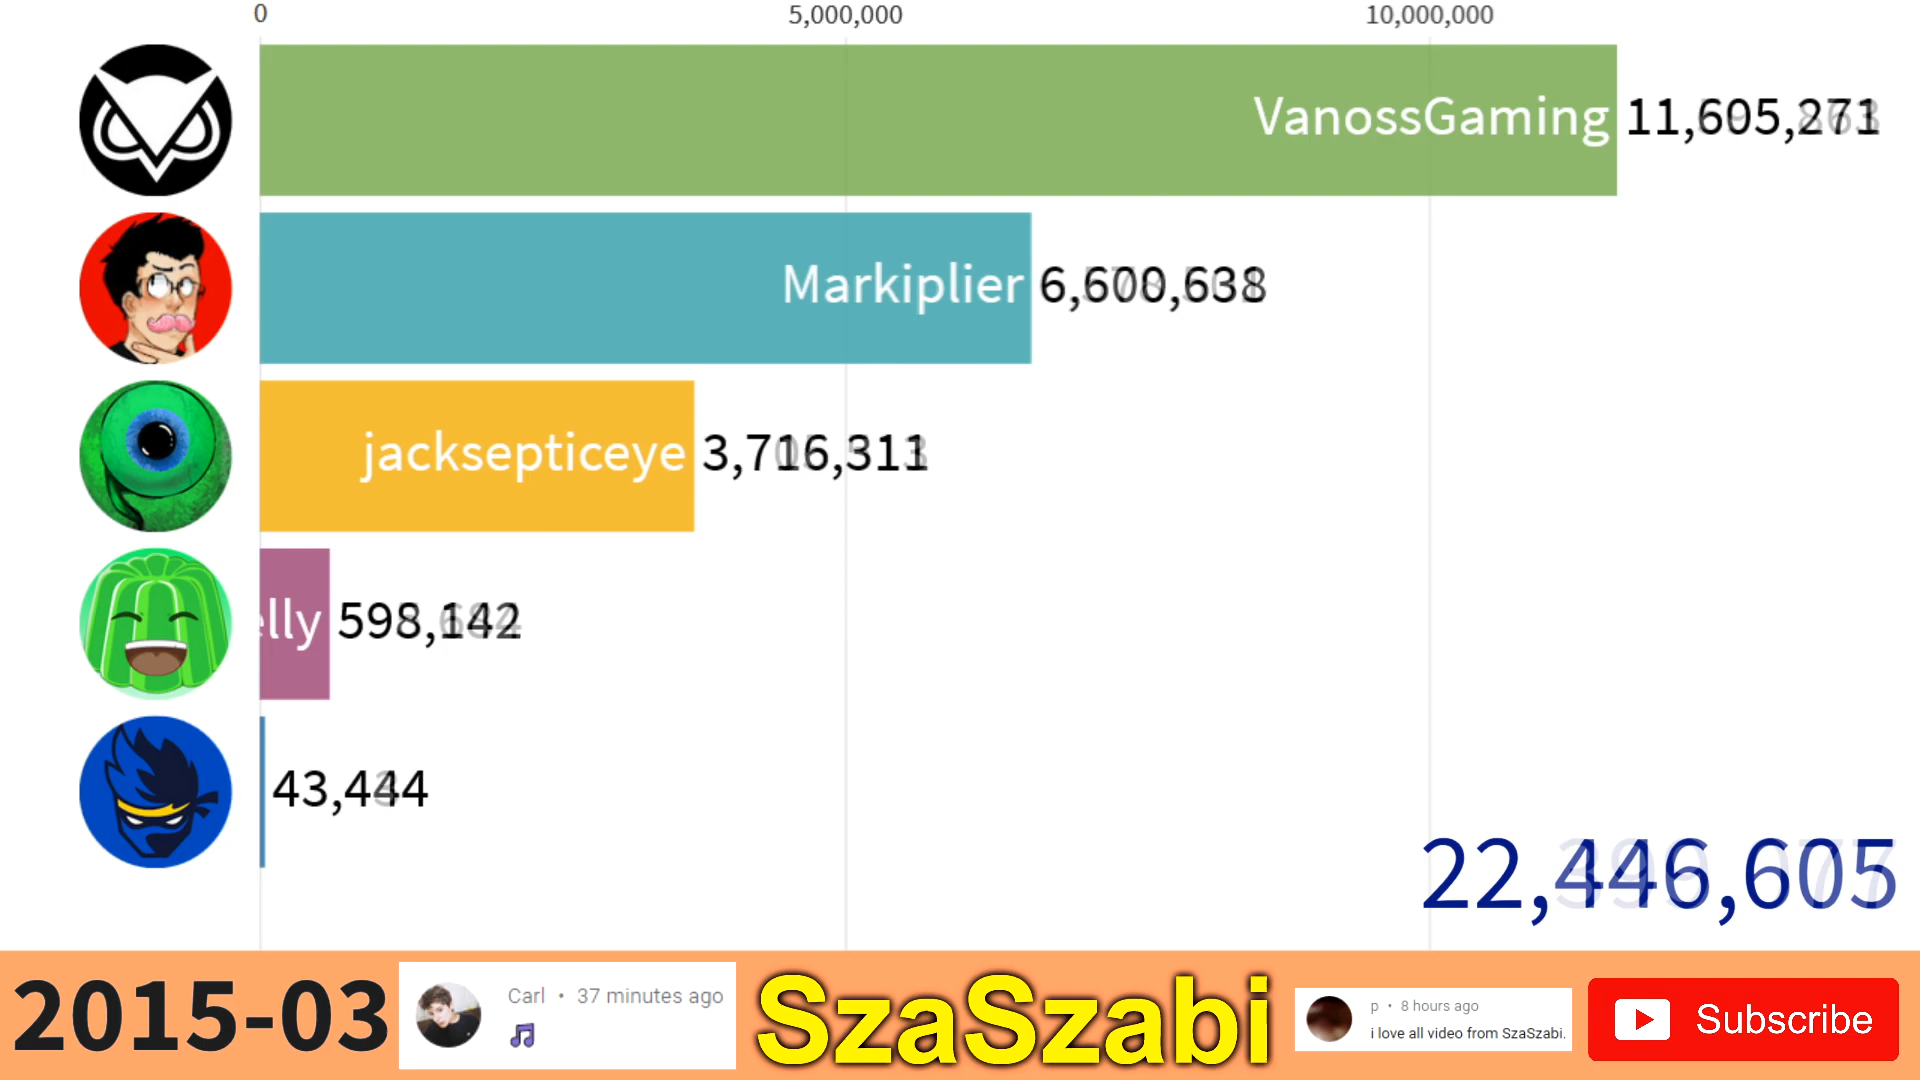 0 5,000,000 10,000,000
VanossGaming 11,605,271
Markiplier 6,600,638
jacksepticeye 3,716,311
elly 598,142
43,444
22,446,605
2015-03
Carl • 37 minutes ago
🎵
SzaSzabi
p • 8 hours ago
i love all video from SzaSzabi.
Subscribe